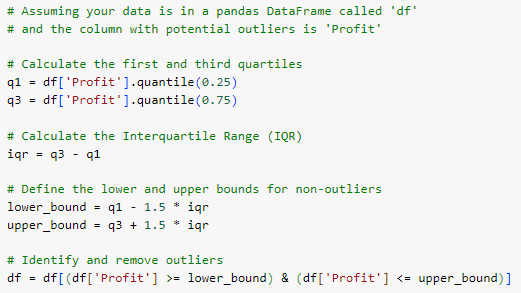 # Assuming your data is in a pandas DataFrame called 'df'
# and the column with potential outliers is 'Profit'
# Calculate the first and third quartiles
q1 = df['Profit'].quantile(0.25)
q3 = df['Profit'].quantile(0.75)
# Calculate the Interquartile Range (IQR)
iqr = q3 - q1
# Define the lower and upper bounds for non-outliers
lower_bound = q1 - 1.5 * iqr
upper_bound = q3 + 1.5 * iqr
# Identify and remove outliers
df = df[(df['Profit'] >= lower_bound) & (df['Profit'] <= upper_bound)]